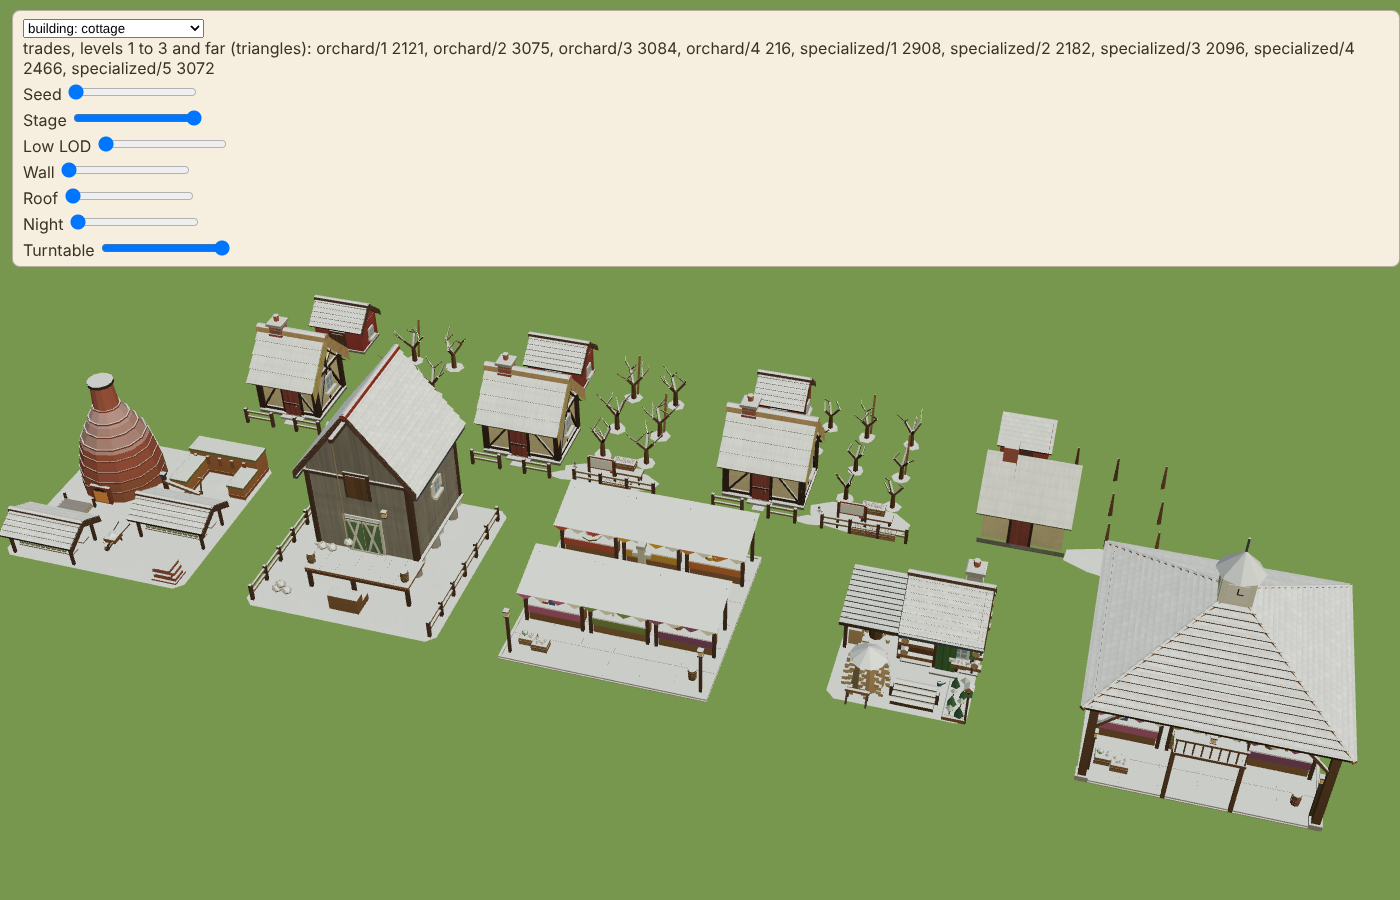 building: cottage
trades, levels 1 to 3 and far (triangles): orchard/1 2121, orchard/2 3075, orchard/3 3084, orchard/4 216, specialized/1 2908, specialized/2 2182, specialized/3 2096, specialized/4
2466, specialized/5 3072
Seed
Stage
Low LOD
Wall
Roof
Night
Turntable